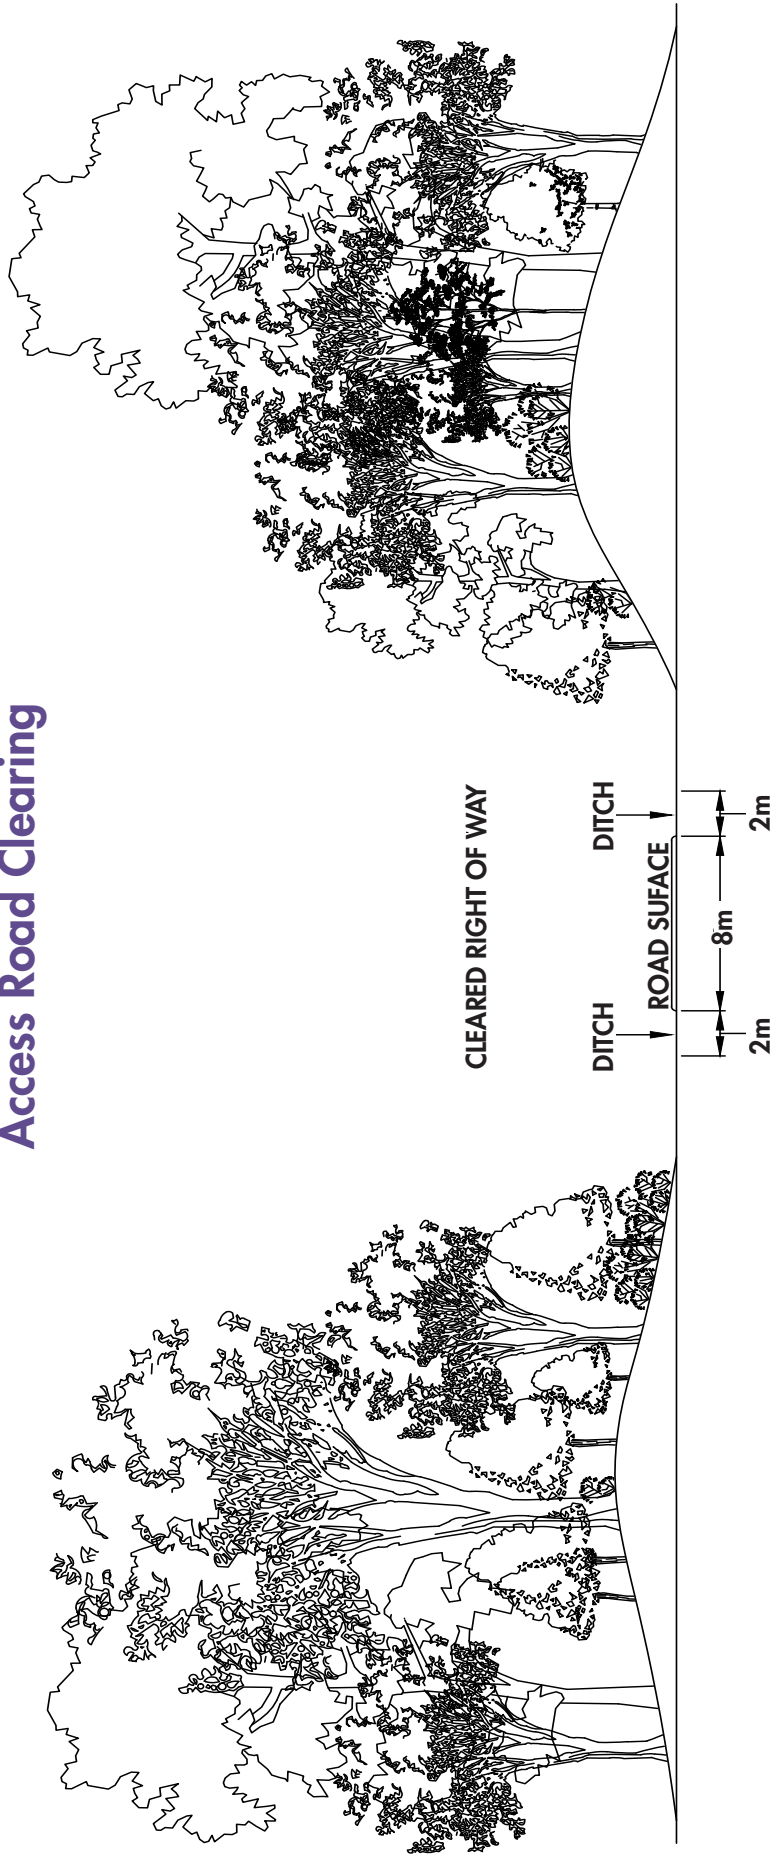 Access Road Clearing
CLEARED RIGHT OF WAY
DITCH
DITCH
ROAD SUFACE
2m
8m
2m